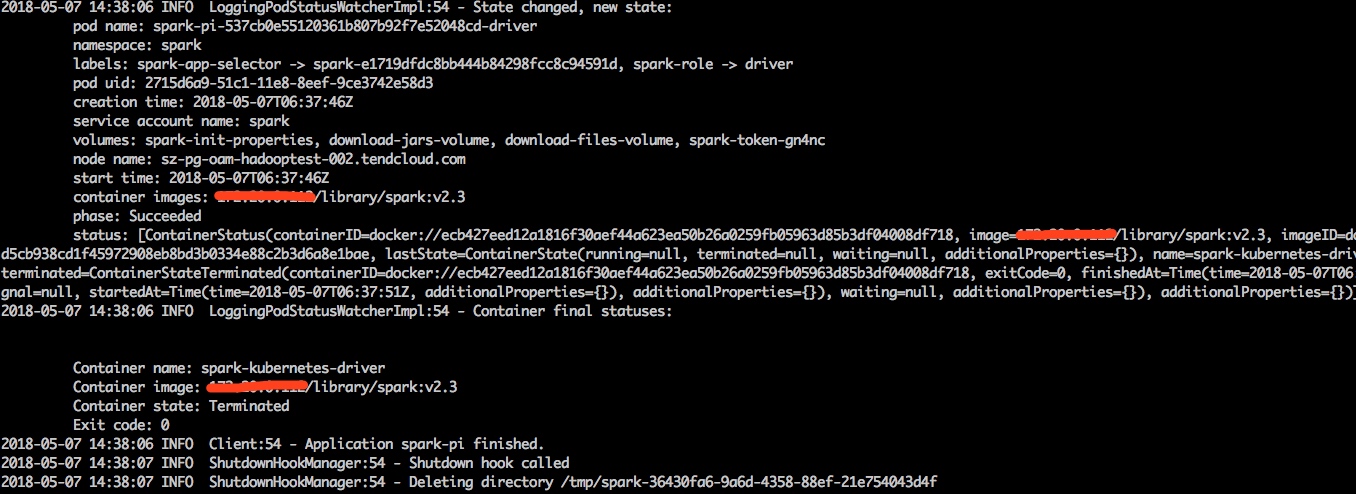 2018-05-07 14:38:06 INFO  LoggingPodStatusWatcherImpl:54 - State changed, new state:
pod name: spark-pi-537cb0e55120361b807b92f7e52048cd-driver
namespace: spark
labels: spark-app-selector -> spark-e1719dfdc8bb444b84298fcc8c94591d, spark-role -> driver
pod uid: 2715d6a9-51c1-11e8-8eef-9ce3742e58d3
creation time: 2018-05-07T06:37:46Z
service account name: spark
volumes: spark-init-properties, download-jars-volume, download-files-volume, spark-token-gn4nc
node name: sz-pg-oam-hadooptest-002.tendcloud.com
start time: 2018-05-07T06:37:46Z
container images: /library/spark:v2.3
phase: Succeeded
status: [ContainerStatus(containerID=docker://ecb427eed12a1816f30aef44a623ea50b26a0259fb05963d85b3df04008df718, image=/library/spark:v2.3, imageID=do
d5cb938cd1f45972908eb8bd3b0334e88c2b3d6a8e1bae, lastState=ContainerState(running=null, terminated=null, waiting=null, additionalProperties={}), name=spark-kubernetes-driv
terminated=ContainerStateTerminated(containerID=docker://ecb427eed12a1816f30aef44a623ea50b26a0259fb05963d85b3df04008df718, exitCode=0, finishedAt=Time(time=2018-05-07T06
gnal=null, startedAt=Time(time=2018-05-07T06:37:51Z, additionalProperties={}), additionalProperties={}), waiting=null, additionalProperties={}), additionalProperties={})]
2018-05-07 14:38:06 INFO  LoggingPodStatusWatcherImpl:54 - Container final statuses:
Container name: spark-kubernetes-driver
Container image: /library/spark:v2.3
Container state: Terminated
Exit code: 0
2018-05-07 14:38:06 INFO  Client:54 - Application spark-pi finished.
2018-05-07 14:38:07 INFO  ShutdownHookManager:54 - Shutdown hook called
2018-05-07 14:38:07 INFO  ShutdownHookManager:54 - Deleting directory /tmp/spark-36430fa6-9a6d-4358-88ef-21e754043d4f